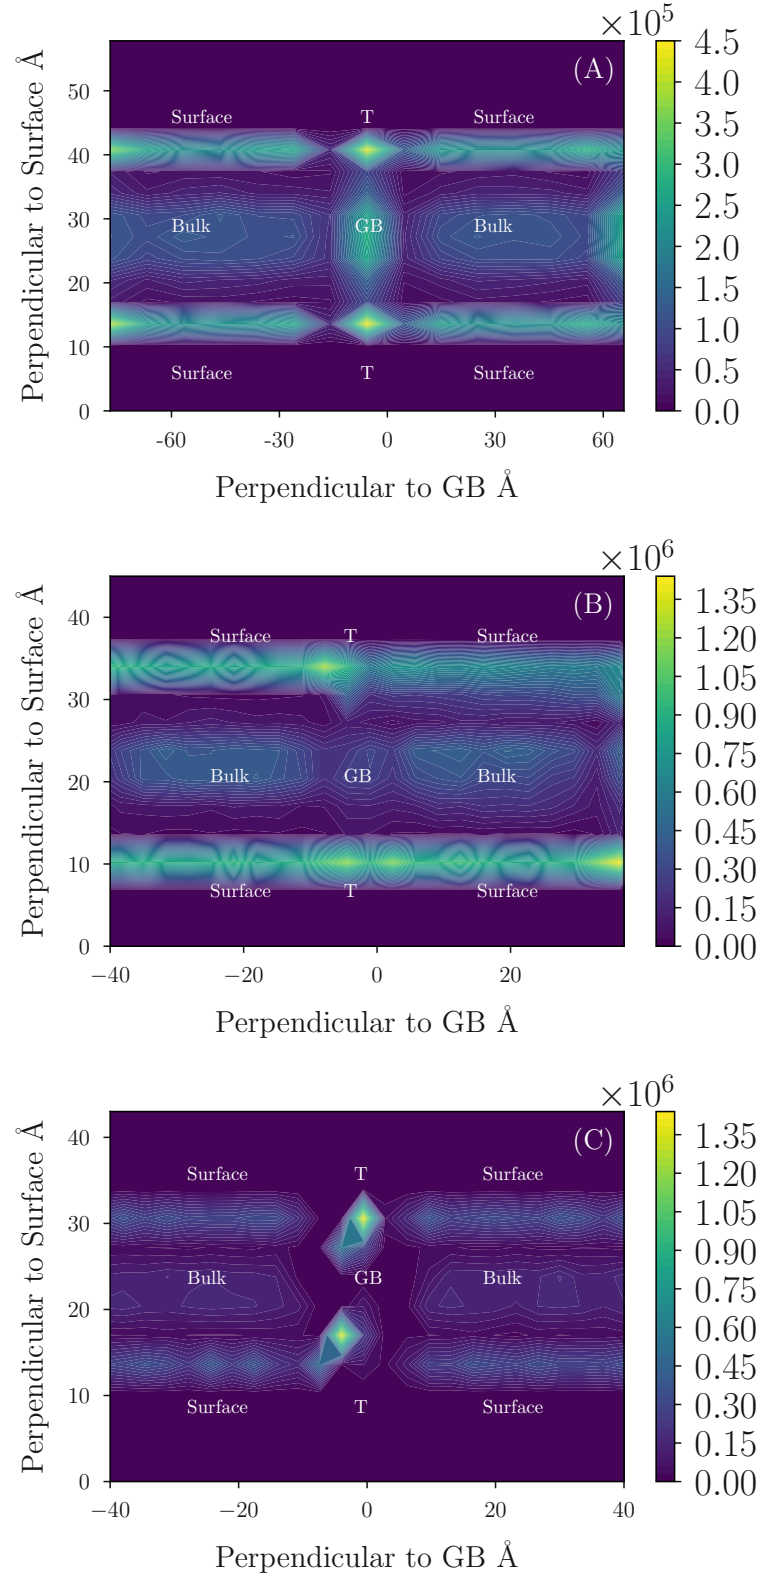 ×10⁵
(A)
Surface T Surface
Bulk GB Bulk
Surface T Surface
50
40
30
20
10
0
-60 -30 0 30 60
Perpendicular to GB Å
Perpendicular to Surface Å
4.5
4.0
3.5
3.0
2.5
2.0
1.5
1.0
0.5
0.0
×10⁶
(B)
Surface T Surface
Bulk GB Bulk
Surface T Surface
40
30
20
10
0
−40 −20 0 20
Perpendicular to GB Å
Perpendicular to Surface Å
1.35
1.20
1.05
0.90
0.75
0.60
0.45
0.30
0.15
0.00
×10⁶
(C)
Surface T Surface
Bulk GB Bulk
Surface T Surface
40
30
20
10
0
−40 −20 0 20 40
Perpendicular to GB Å
Perpendicular to Surface Å
1.35
1.20
1.05
0.90
0.75
0.60
0.45
0.30
0.15
0.00